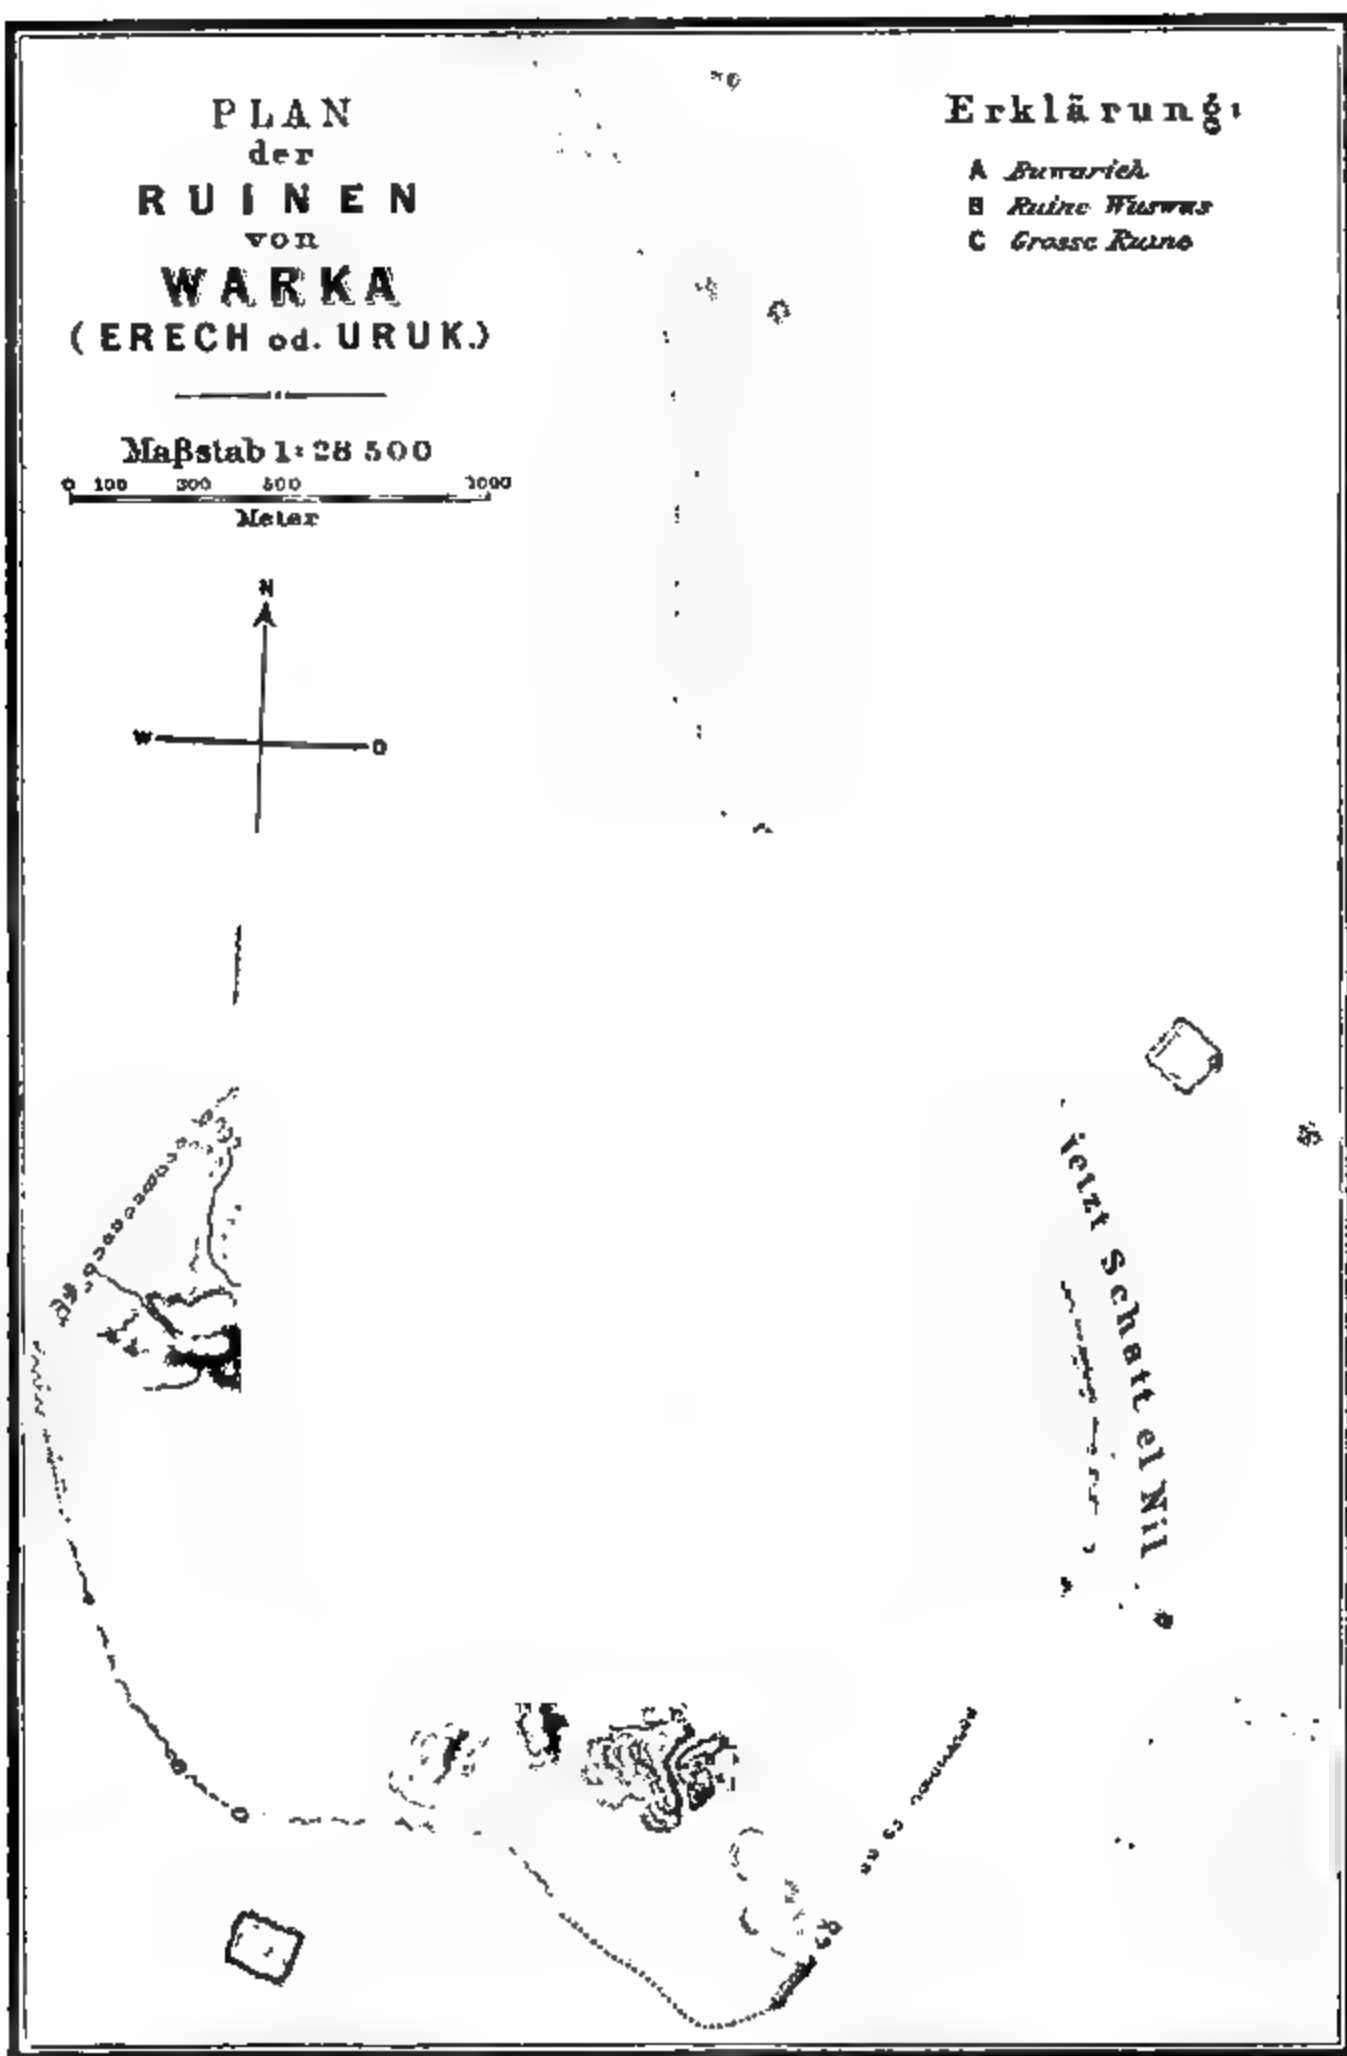 PLAN
der
RUINEN
von
WARKA
(ERECH od. URUK.)
Maßstab 1:28 500
0 100 300 500 1000
Meter
N
W O
Erklärung:
A Buwarieh
B Ruine Wuswas
C Grosse Ruine
jetzt Schatt el Nil